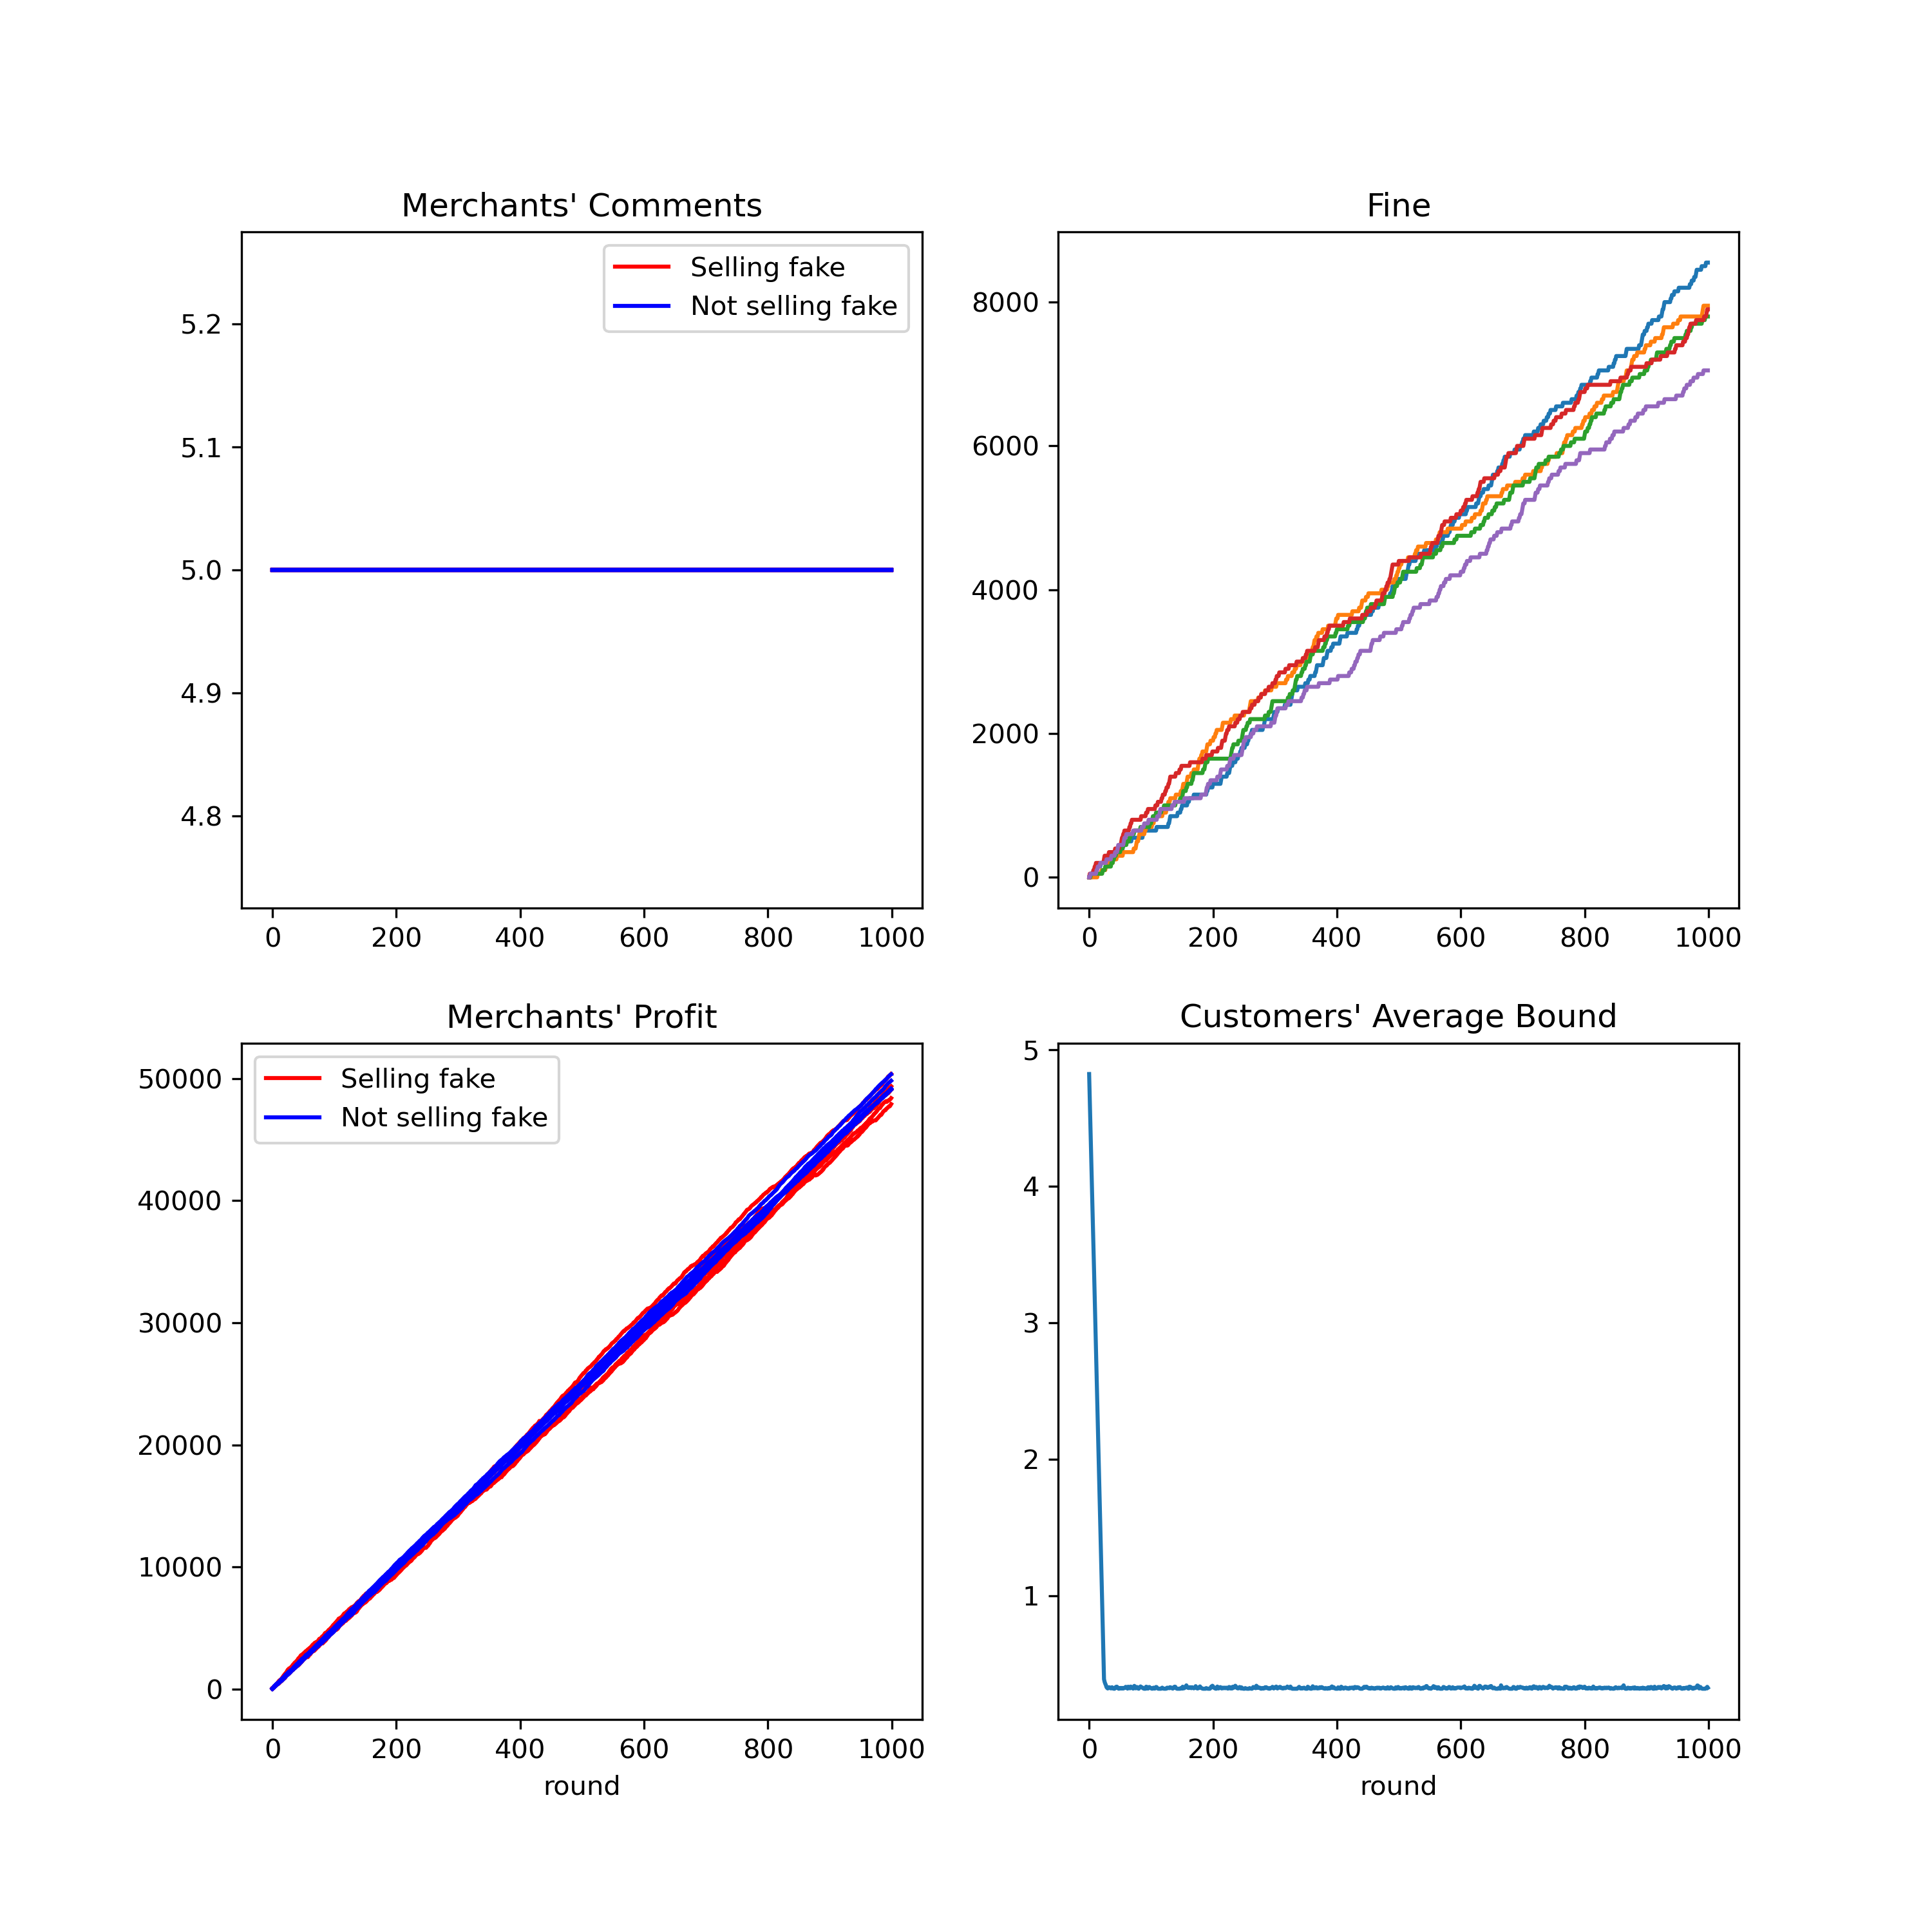 Merchants' Comments
Selling fake
Not selling fake
5.2
5.1
5.0
4.9
4.8
0 200 400 600 800 1000
Fine
8000
6000
4000
2000
0
0 200 400 600 800 1000
Merchants' Profit
Selling fake
Not selling fake
50000
40000
30000
20000
10000
0
0 200 400 600 800 1000
round
Customers' Average Bound
5
4
3
2
1
0 200 400 600 800 1000
round